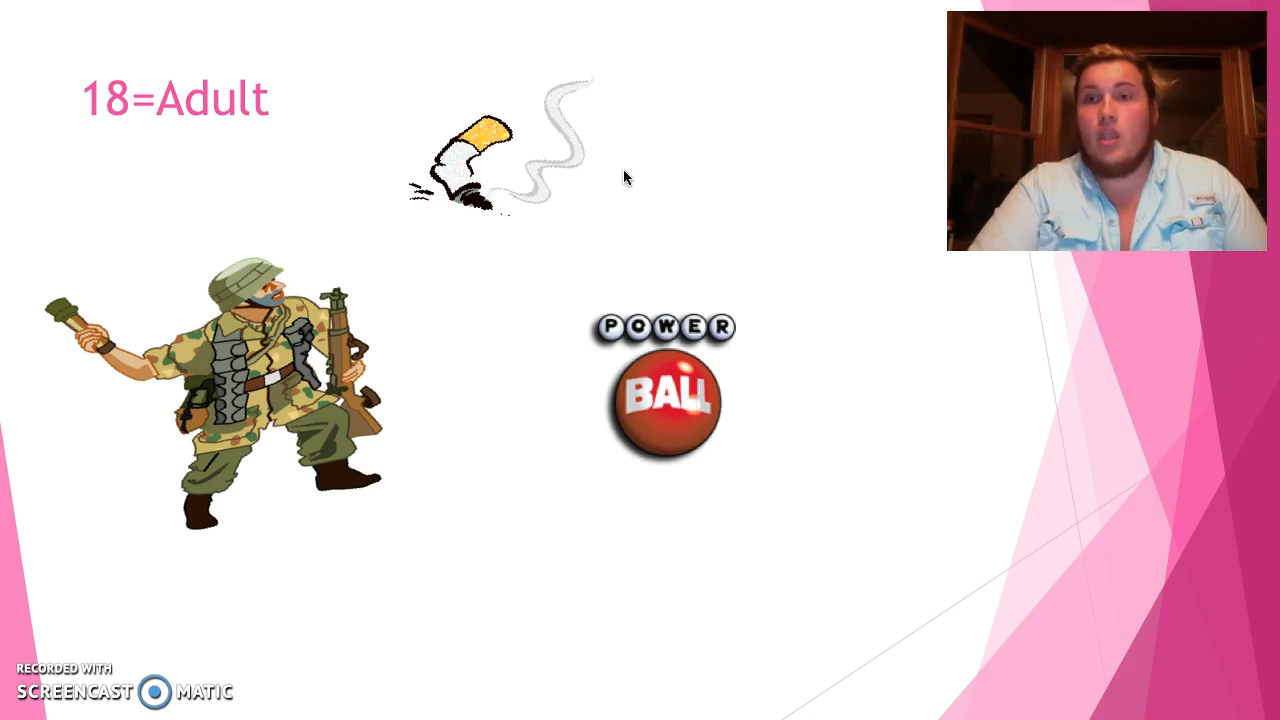 18=Adult
POWER
BALL
RECORDED WITH
SCREENCAST MATIC